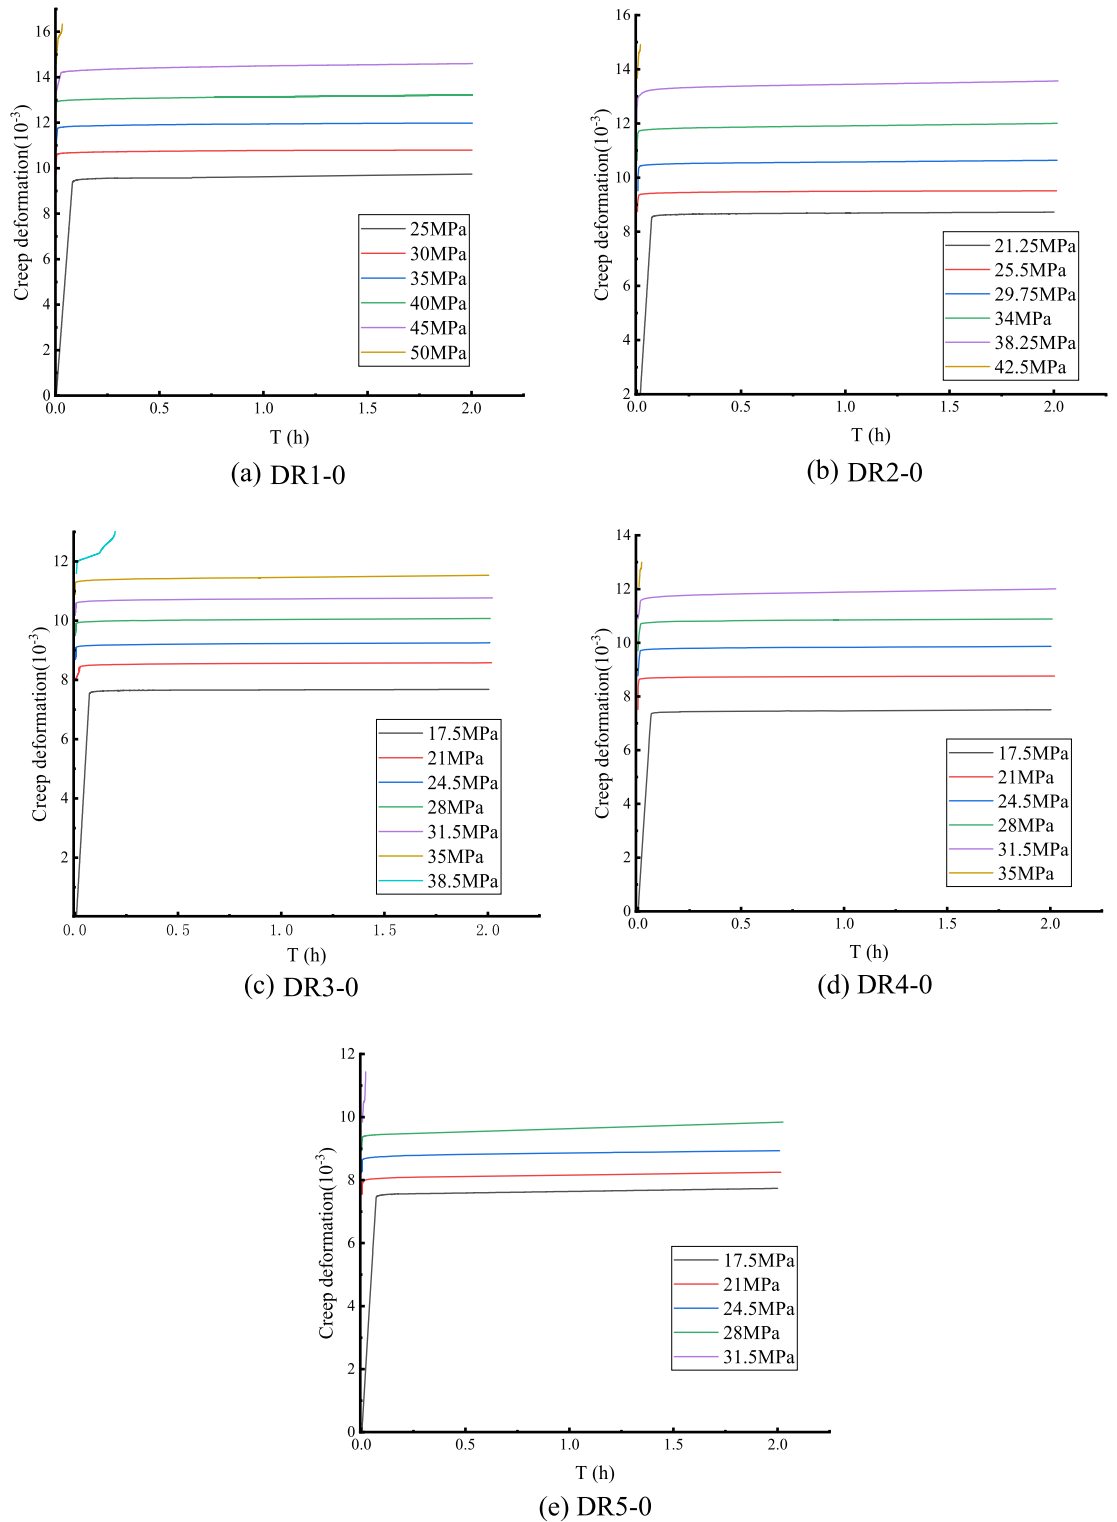 16
14
12
10
8
6
4
2
0
Creep deformation(10⁻³)
25MPa
30MPa
35MPa
40MPa
45MPa
50MPa
0.0 0.5 1.0 1.5 2.0
T (h)
(a) DR1-0
16
14
12
10
8
6
4
2
Creep deformation(10⁻³)
21.25MPa
25.5MPa
29.75MPa
34MPa
38.25MPa
42.5MPa
0.0 0.5 1.0 1.5 2.0
T (h)
(b) DR2-0
12
10
8
6
4
2
Creep deformation(10⁻³)
17.5MPa
21MPa
24.5MPa
28MPa
31.5MPa
35MPa
38.5MPa
0.0 0.5 1.0 1.5 2.0
T (h)
(c) DR3-0
14
12
10
8
6
4
2
0
Creep deformation(10⁻³)
17.5MPa
21MPa
24.5MPa
28MPa
31.5MPa
35MPa
0.0 0.5 1.0 1.5 2.0
T (h)
(d) DR4-0
12
10
8
6
4
2
0
Creep deformation(10⁻³)
17.5MPa
21MPa
24.5MPa
28MPa
31.5MPa
0.0 0.5 1.0 1.5 2.0
T (h)
(e) DR5-0